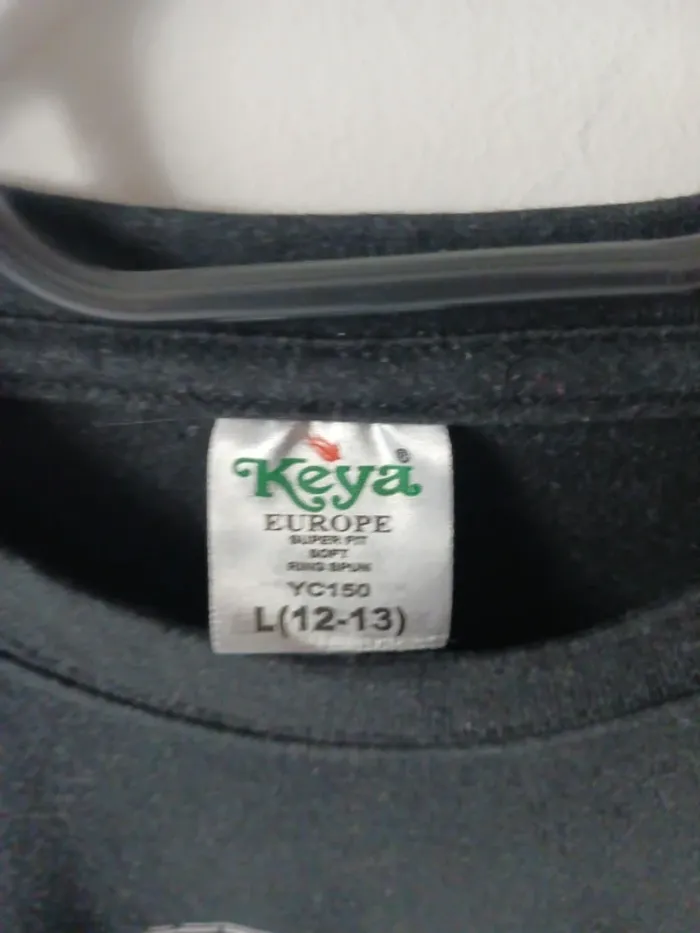 Keya®
EUROPE
SUPER FIT
SOFT
RING SPUN
YC150
L(12-13)